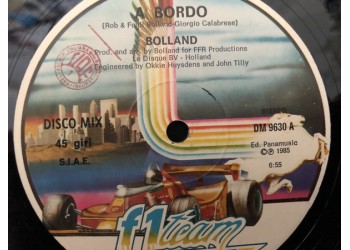 A BORDO
(Rob & Ferdi Bolland-Giorgio Calabrese)
BOLLAND
Prod. and arr. by Bolland for FFR Productions
Le Disque BV - Holland
Engineered by Okkie Huysdens and John Tilly
DISCO MIX
45 giri
S.I.A.E.
DM 9630 A
Ed. Panamusic
℗ © 1985
6:55
f1 team